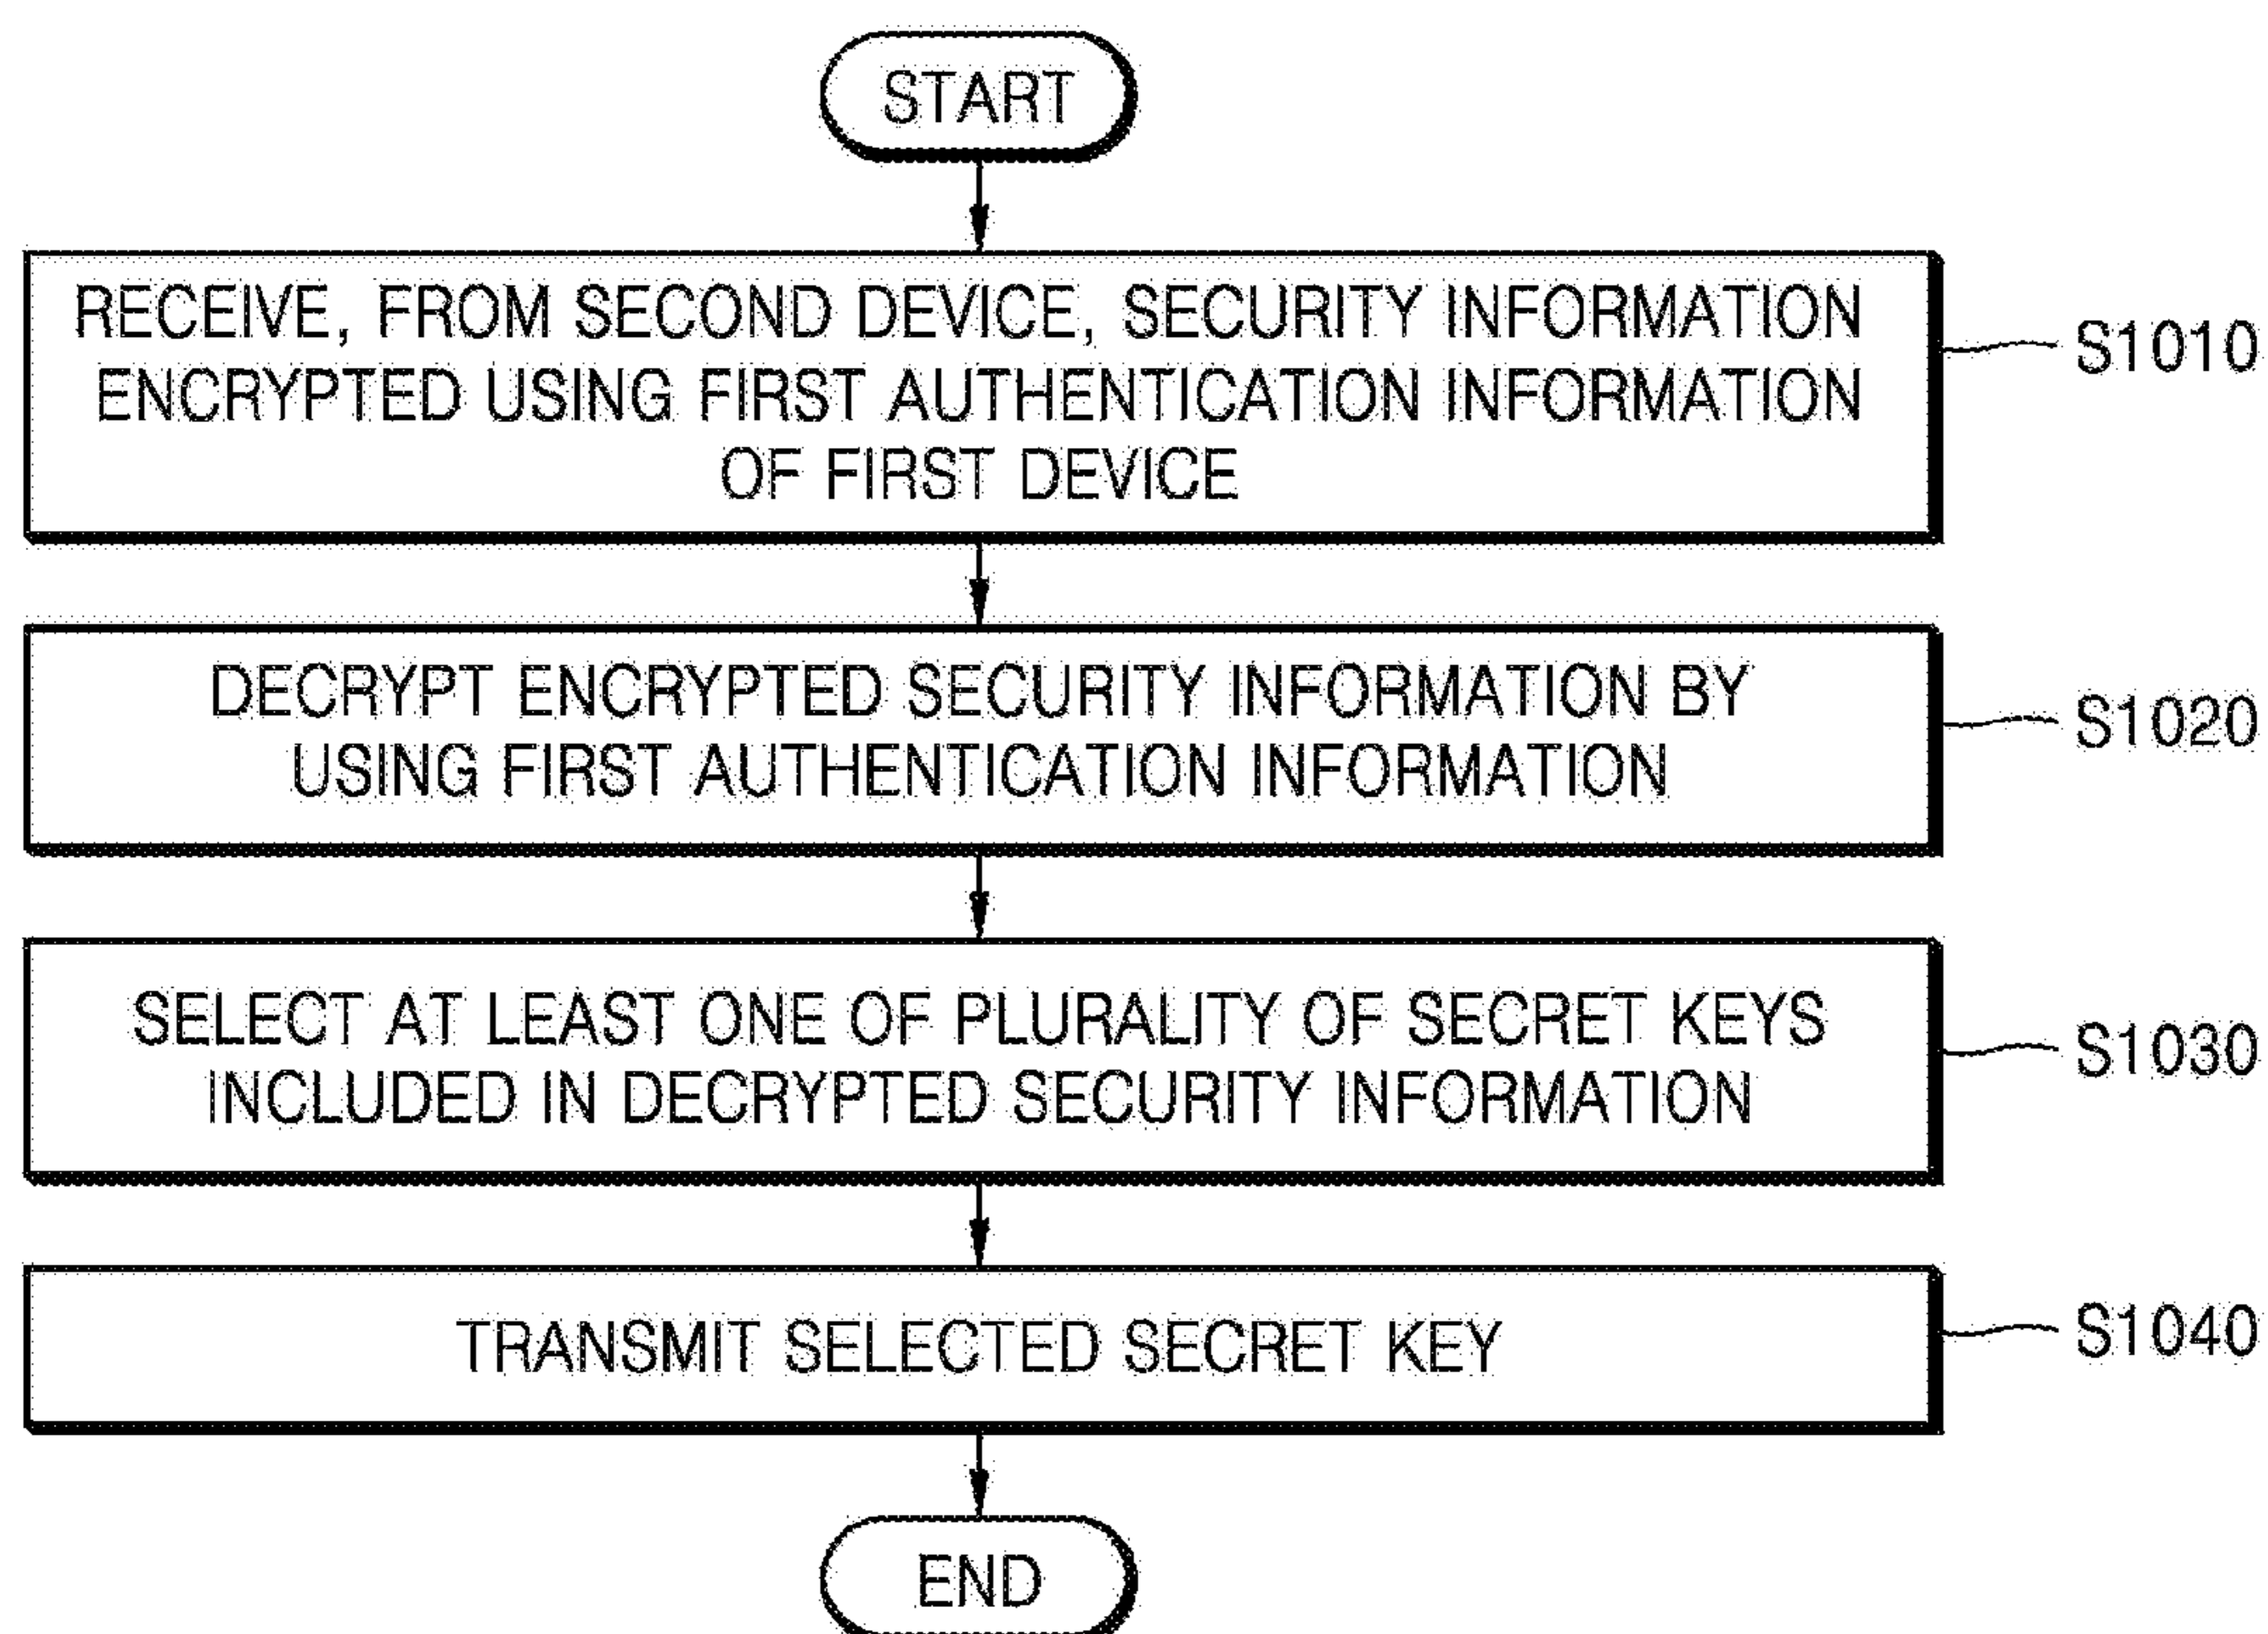 START
RECEIVE, FROM SECOND DEVICE, SECURITY INFORMATION
ENCRYPTED USING FIRST AUTHENTICATION INFORMATION
OF FIRST DEVICE
S1010
DECRYPT ENCRYPTED SECURITY INFORMATION BY
USING FIRST AUTHENTICATION INFORMATION
S1020
SELECT AT LEAST ONE OF PLURALITY OF SECRET KEYS
INCLUDED IN DECRYPTED SECURITY INFORMATION
S1030
TRANSMIT SELECTED SECRET KEY
S1040
END